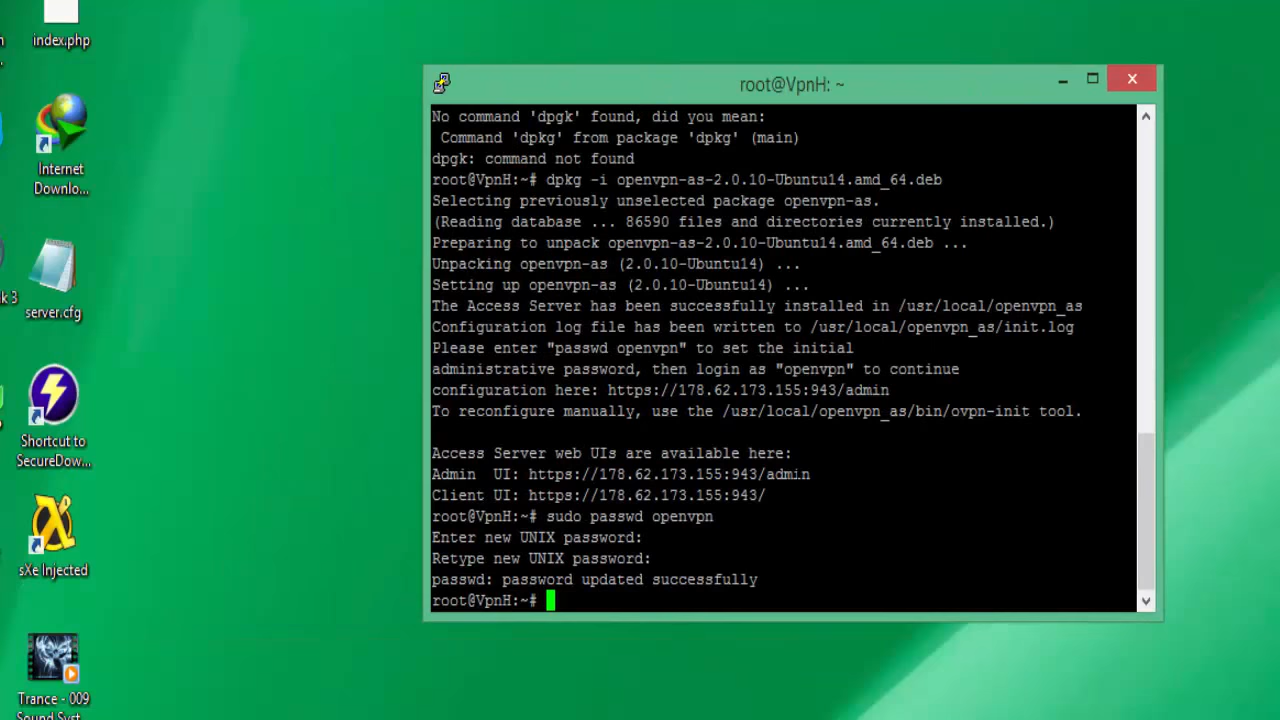 index.php
Internet
Downlo...
k 3
server.cfg
Shortcut to
SecureDow...
sXe Injected
Trance - 009
Sound Syst...
root@VpnH: ~
No command 'dpgk' found, did you mean:
 Command 'dpkg' from package 'dpkg' (main)
dpgk: command not found
root@VpnH:~# dpkg -i openvpn-as-2.0.10-Ubuntu14.amd_64.deb
Selecting previously unselected package openvpn-as.
(Reading database ... 86590 files and directories currently installed.)
Preparing to unpack openvpn-as-2.0.10-Ubuntu14.amd_64.deb ...
Unpacking openvpn-as (2.0.10-Ubuntu14) ...
Setting up openvpn-as (2.0.10-Ubuntu14) ...
The Access Server has been successfully installed in /usr/local/openvpn_as
Configuration log file has been written to /usr/local/openvpn_as/init.log
Please enter "passwd openvpn" to set the initial
administrative password, then login as "openvpn" to continue
configuration here: https://178.62.173.155:943/admin
To reconfigure manually, use the /usr/local/openvpn_as/bin/ovpn-init tool.
Access Server web UIs are available here:
Admin  UI: https://178.62.173.155:943/admin
Client UI: https://178.62.173.155:943/
root@VpnH:~# sudo passwd openvpn
Enter new UNIX password:
Retype new UNIX password:
passwd: password updated successfully
root@VpnH:~#